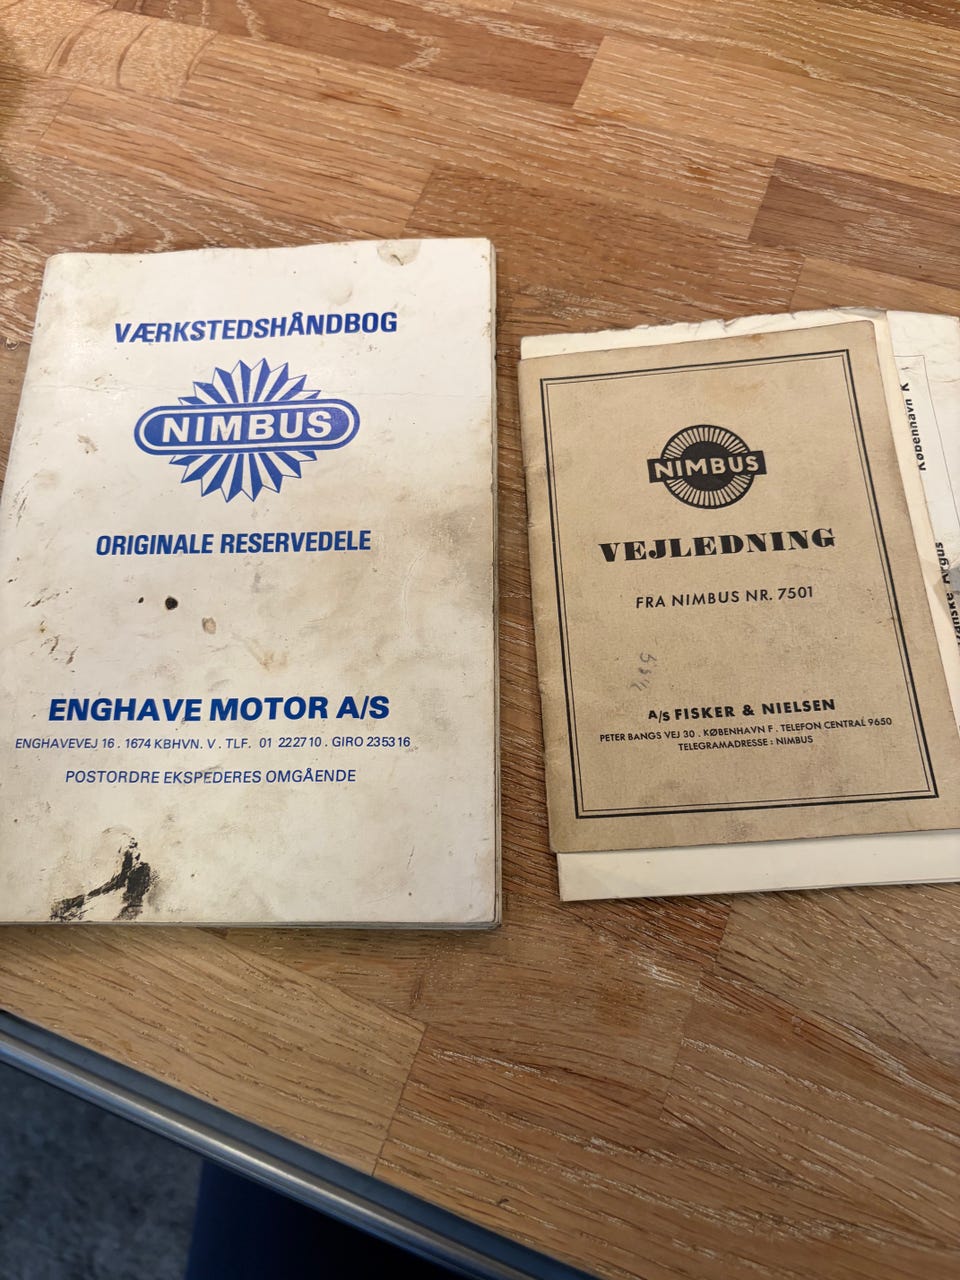 VÆRKSTEDSHÅNDBOG
NIMBUS
ORIGINALE RESERVEDELE
ENGHAVE MOTOR A/S
ENGHAVEVEJ 16 . 1674 KBHVN. V . TLF. 01 222710 . GIRO 235316
POSTORDRE EKSPEDERES OMGÅENDE
NIMBUS
VEJLEDNING
FRA NIMBUS NR. 7501
A/S FISKER & NIELSEN
PETER BANGS VEJ 30 . KØBENHAVN F . TELEFON CENTRAL 9650
TELEGRAMADRESSE : NIMBUS
København K